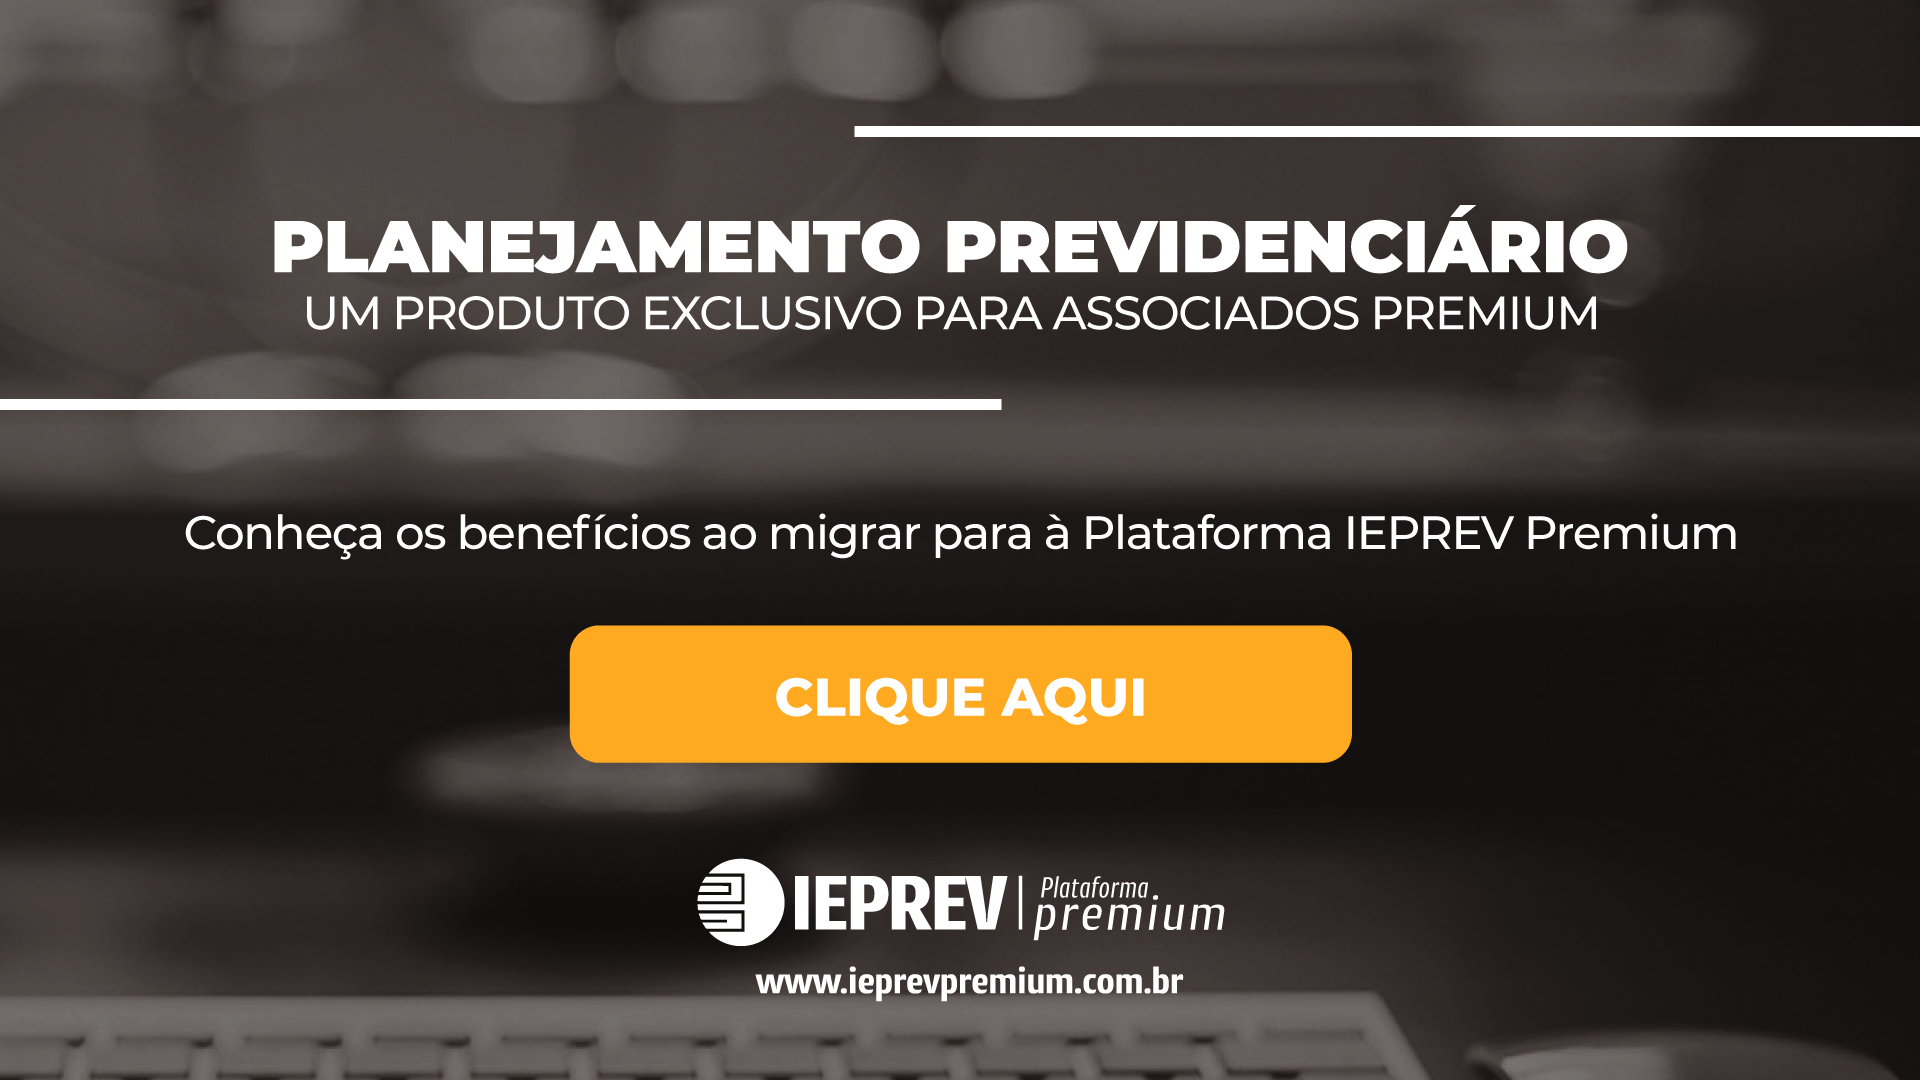 PLANEJAMENTO PREVIDENCIÁRIO
UM PRODUTO EXCLUSIVO PARA ASSOCIADOS PREMIUM
Conheça os benefícios ao migrar para à Plataforma IEPREV Premium
CLIQUE AQUI
IEPREV | Plataforma premium
www.ieprevpremium.com.br